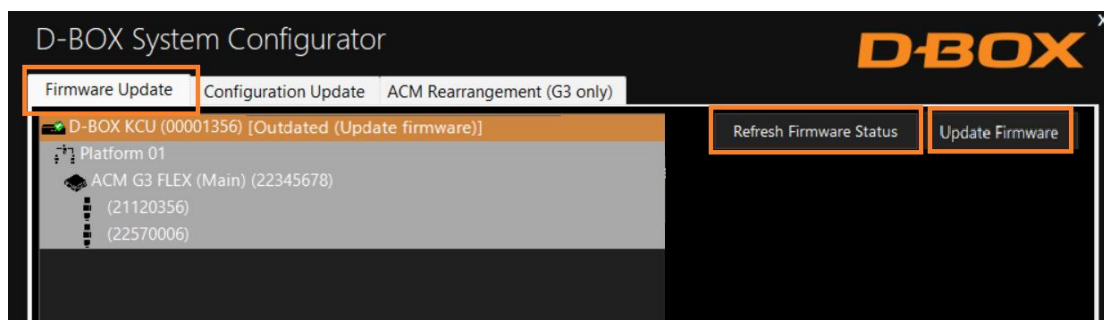 D-BOX System Configurator
D-BOX
x
Firmware Update
Configuration Update
ACM Rearrangement (G3 only)
D-BOX KCU (00001356) [Outdated (Update firmware)]
Refresh Firmware Status
Update Firmware
Platform 01
ACM G3 FLEX (Main) (22345678)
(21120356)
(22570006)